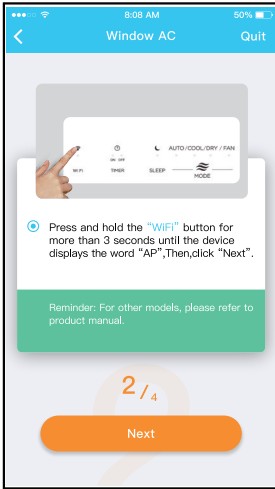 8:08 AM
50%
Window AC
Quit
AUTO/COOL/DRY / FAN
ON OFF
Wi Fi TIMER SLEEP MODE
Press and hold the “WiFi” button for
more than 3 seconds until the device
displays the word “AP”,Then,click “Next”.
Reminder: For other models, please refer to
product manual.
2/4
Next